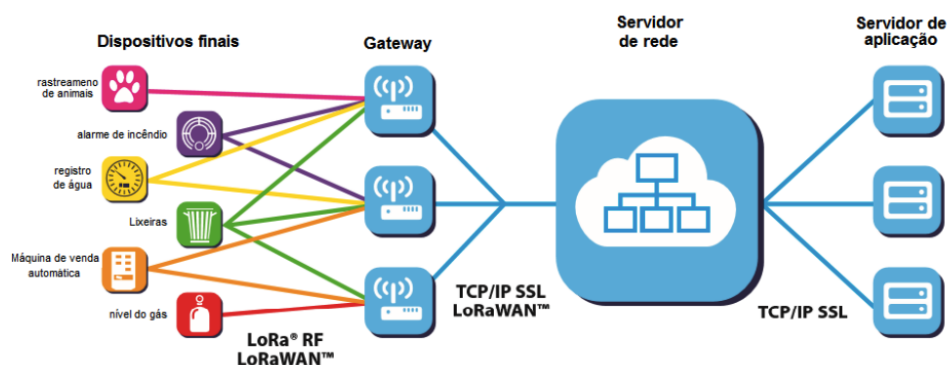 Dispositivos finais
Gateway
Servidor
de rede
Servidor de
aplicação
rastreameno
de animais
alarme de incêndio
registro
de água
Lixeiras
Máquina de venda
automática
nível do gás
LoRa® RF
LoRaWAN™
TCP/IP SSL
LoRaWAN™
TCP/IP SSL